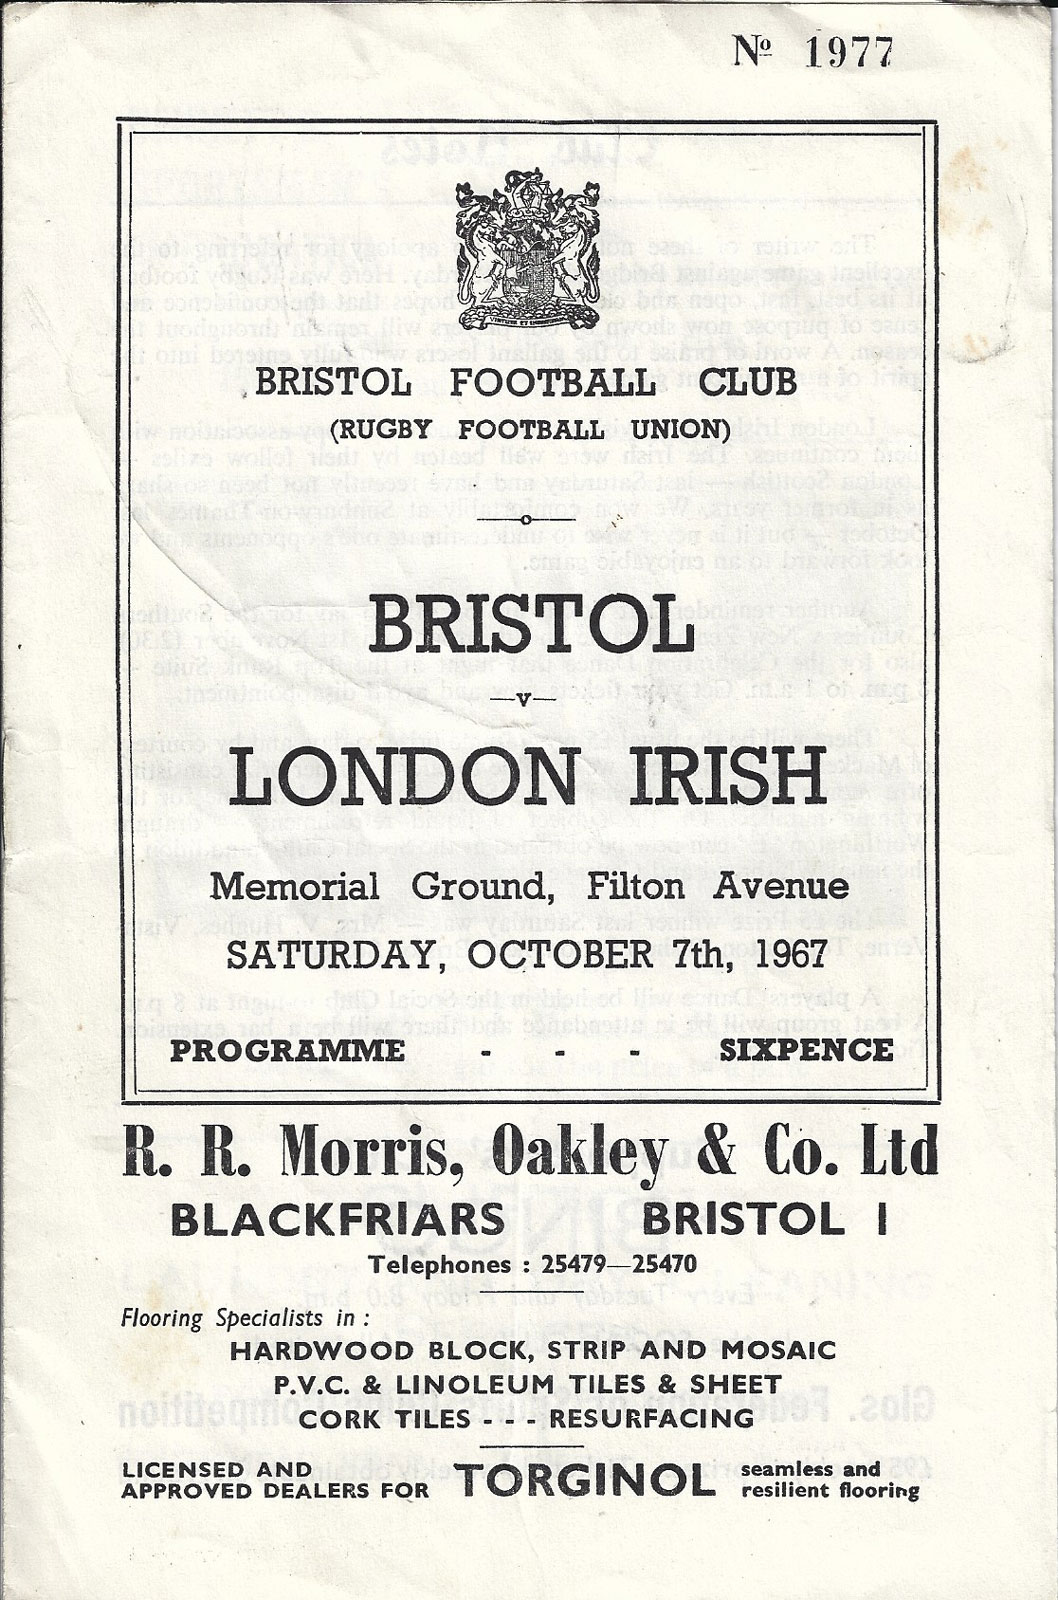 Nº 1977
BRISTOL FOOTBALL CLUB
(RUGBY FOOTBALL UNION)
BRISTOL
—v—
LONDON IRISH
Memorial Ground, Filton Avenue
SATURDAY, OCTOBER 7th, 1967
PROGRAMME - - - SIXPENCE
R. R. Morris, Oakley & Co. Ltd
BLACKFRIARS BRISTOL 1
Telephones : 25479—25470
Flooring Specialists in :
HARDWOOD BLOCK, STRIP AND MOSAIC
P.V.C. & LINOLEUM TILES & SHEET
CORK TILES - - - RESURFACING
LICENSED AND
APPROVED DEALERS FOR
TORGINOL
seamless and
resilient flooring